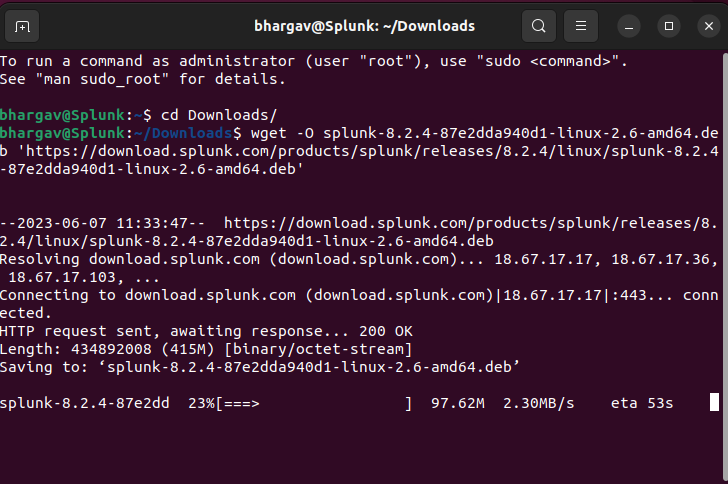 bhargav@Splunk: ~/Downloads
To run a command as administrator (user "root"), use "sudo <command>".
See "man sudo_root" for details.
bhargav@Splunk:~$ cd Downloads/
bhargav@Splunk:~/Downloads$ wget -O splunk-8.2.4-87e2dda940d1-linux-2.6-amd64.de
b 'https://download.splunk.com/products/splunk/releases/8.2.4/linux/splunk-8.2.4
-87e2dda940d1-linux-2.6-amd64.deb'
--2023-06-07 11:33:47--  https://download.splunk.com/products/splunk/releases/8.
2.4/linux/splunk-8.2.4-87e2dda940d1-linux-2.6-amd64.deb
Resolving download.splunk.com (download.splunk.com)... 18.67.17.17, 18.67.17.36,
 18.67.17.103, ...
Connecting to download.splunk.com (download.splunk.com)|18.67.17.17|:443... conn
ected.
HTTP request sent, awaiting response... 200 OK
Length: 434892008 (415M) [binary/octet-stream]
Saving to: ‘splunk-8.2.4-87e2dda940d1-linux-2.6-amd64.deb’
splunk-8.2.4-87e2dd  23%[===>                ]  97.62M  2.30MB/s    eta 53s